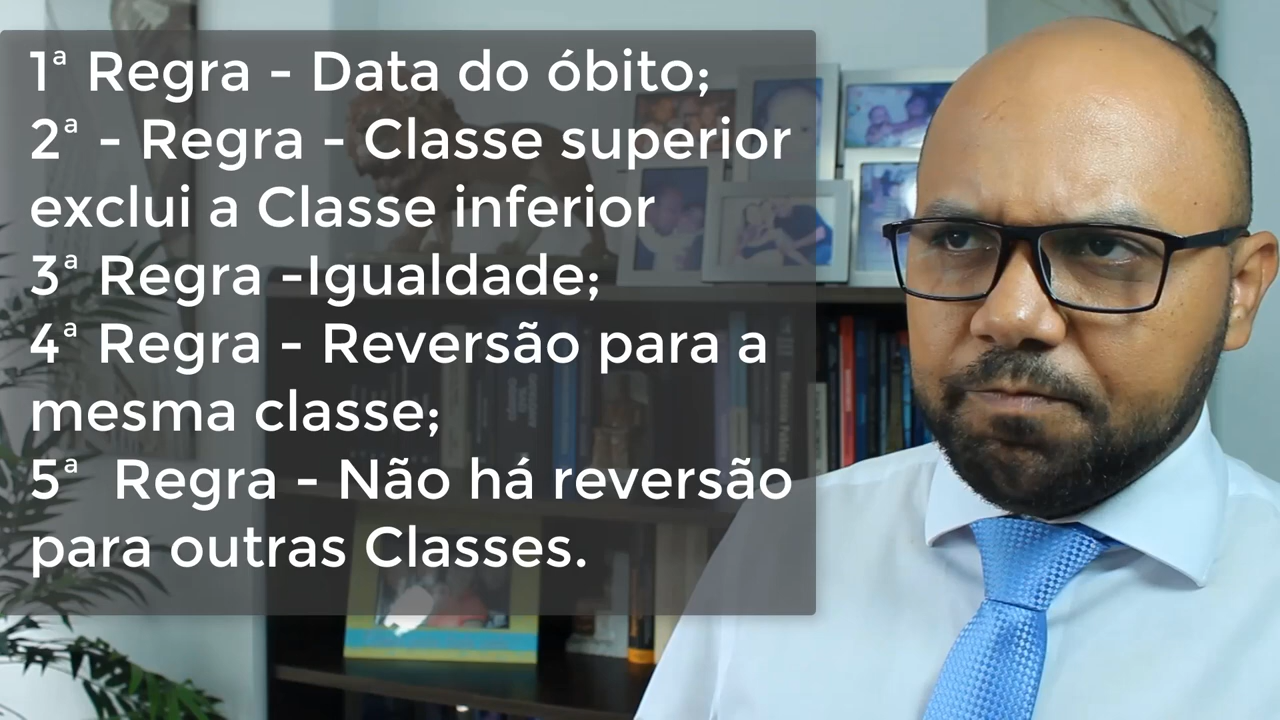 1ª Regra - Data do óbito;
2ª - Regra - Classe superior
exclui a Classe inferior
3ª Regra -Igualdade;
4ª Regra - Reversão para a
mesma classe;
5ª  Regra - Não há reversão
para outras Classes.